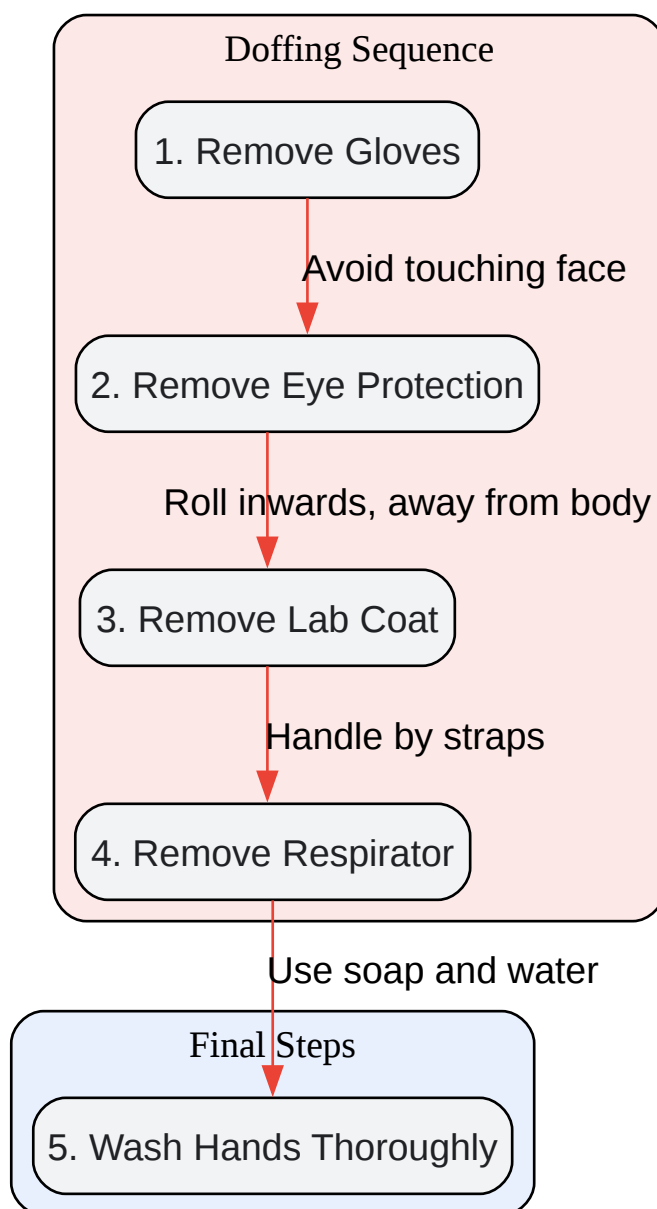 Doffing Sequence
1. Remove Gloves
Avoid touching face
2. Remove Eye Protection
Roll inwards, away from body
3. Remove Lab Coat
Handle by straps
4. Remove Respirator
Use soap and water
Final Steps
5. Wash Hands Thoroughly